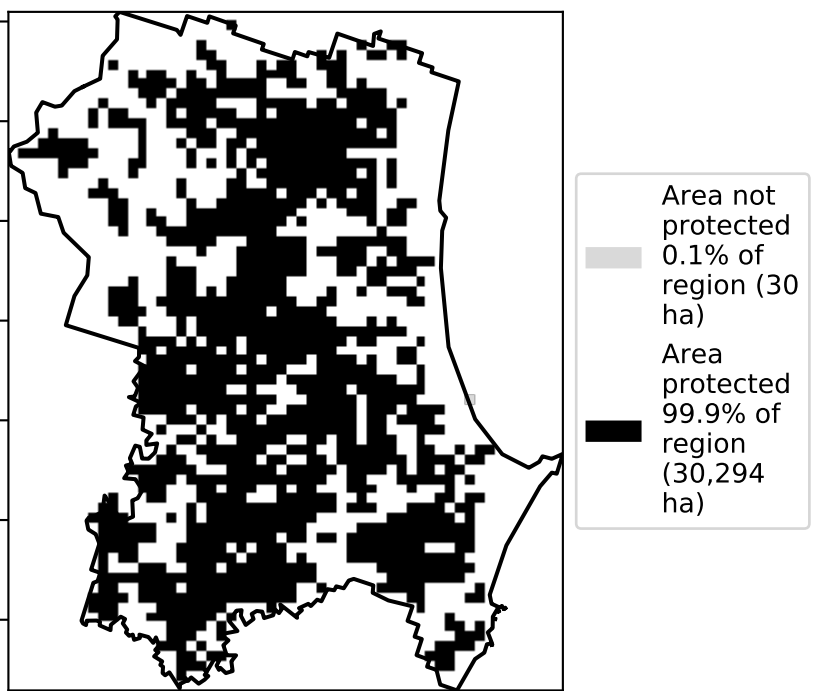 Area not
protected
0.1% of
region (30
ha)
Area
protected
99.9% of
region
(30,294
ha)